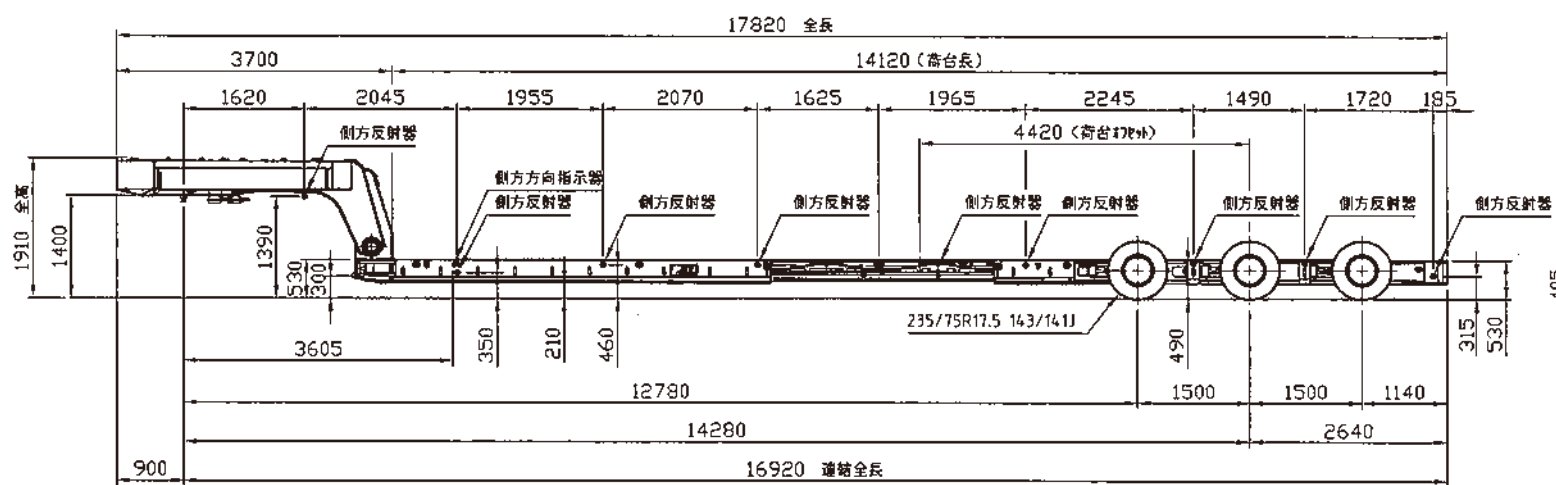 17820 全長
3700
14120 (荷台長)
1620
2045
1955
2070
1625
1965
2245
1490
1720
185
4420 (荷台オフセット)
側方反射器
側方方向指示器
側方反射器
側方反射器
側方反射器
側方反射器
側方反射器
側方反射器
側方反射器
側方反射器
1910 全高
1400
1390
530
300
235/75R17.5 143/141J
3605
350
210
460
490
315
530
405
12780
1500
1500
1140
14280
2640
900
16920 連結全長